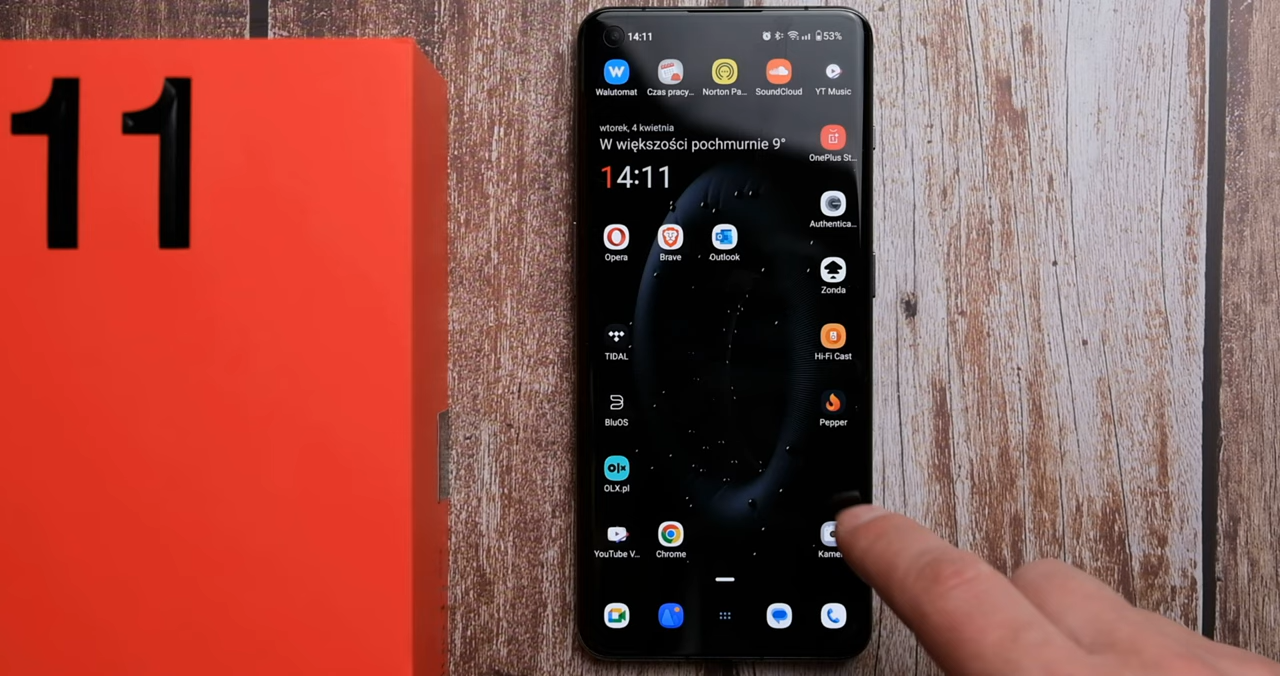 11
14:11
53%
Walutomat
Czas pracy...
Norton Pa...
SoundCloud
YT Music
wtorek, 4 kwietnia
W większości pochmurnie 9°
14:11
OnePlus St...
Authentica...
Opera
Brave
Outlook
Zonda
TIDAL
Hi-Fi Cast
BluOS
Pepper
olx
OLX.pl
YouTube V...
Chrome